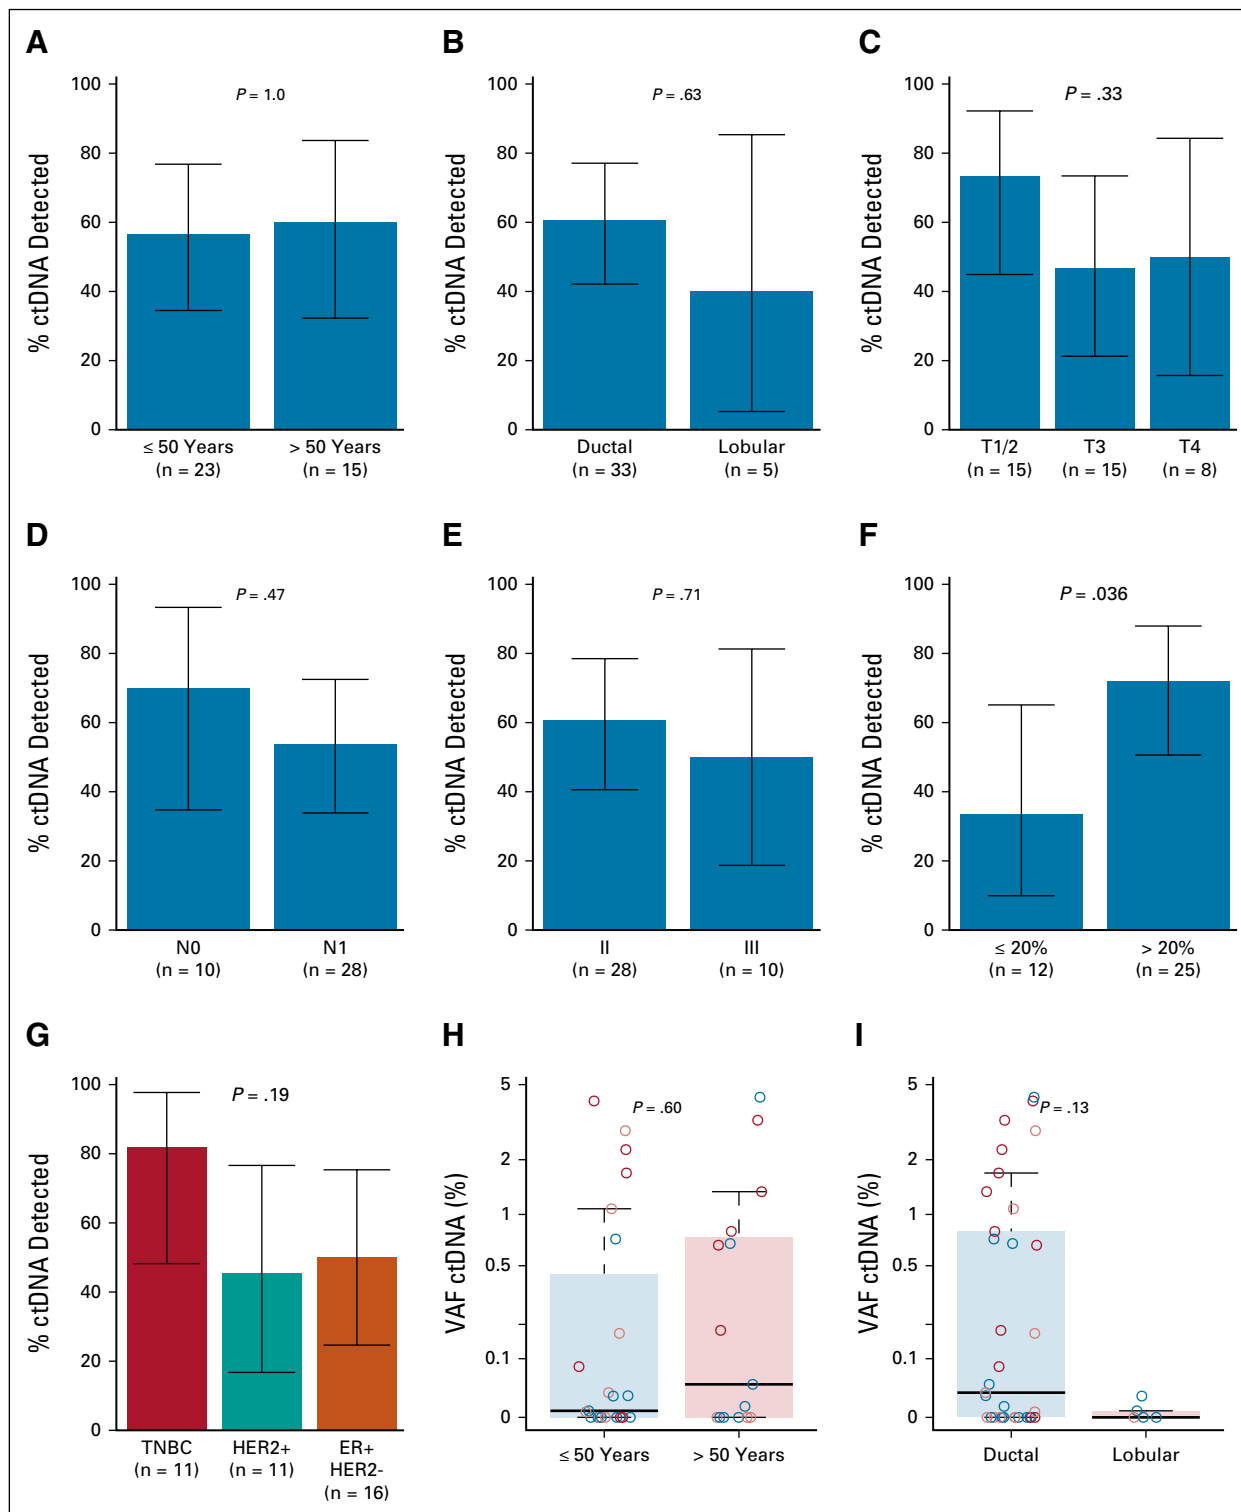 A
% ctDNA Detected
100
80
60
40
20
0
P = 1.0
≤ 50 Years
(n = 23)
> 50 Years
(n = 15)
B
% ctDNA Detected
100
80
60
40
20
0
P = .63
Ductal
(n = 33)
Lobular
(n = 5)
C
% ctDNA Detected
100
80
60
40
20
0
P = .33
T1/2
(n = 15)
T3
(n = 15)
T4
(n = 8)
D
% ctDNA Detected
100
80
60
40
20
0
P = .47
N0
(n = 10)
N1
(n = 28)
E
% ctDNA Detected
100
80
60
40
20
0
P = .71
II
(n = 28)
III
(n = 10)
F
% ctDNA Detected
100
80
60
40
20
0
P = .036
≤ 20%
(n = 12)
> 20%
(n = 25)
G
% ctDNA Detected
100
80
60
40
20
0
P = .19
TNBC
(n = 11)
HER2+
(n = 11)
ER+
HER2-
(n = 16)
H
VAF ctDNA (%)
5
2
1
0.5
0.1
0
P = .60
≤ 50 Years
> 50 Years
I
VAF ctDNA (%)
5
2
1
0.5
0.1
0
P = .13
Ductal
Lobular